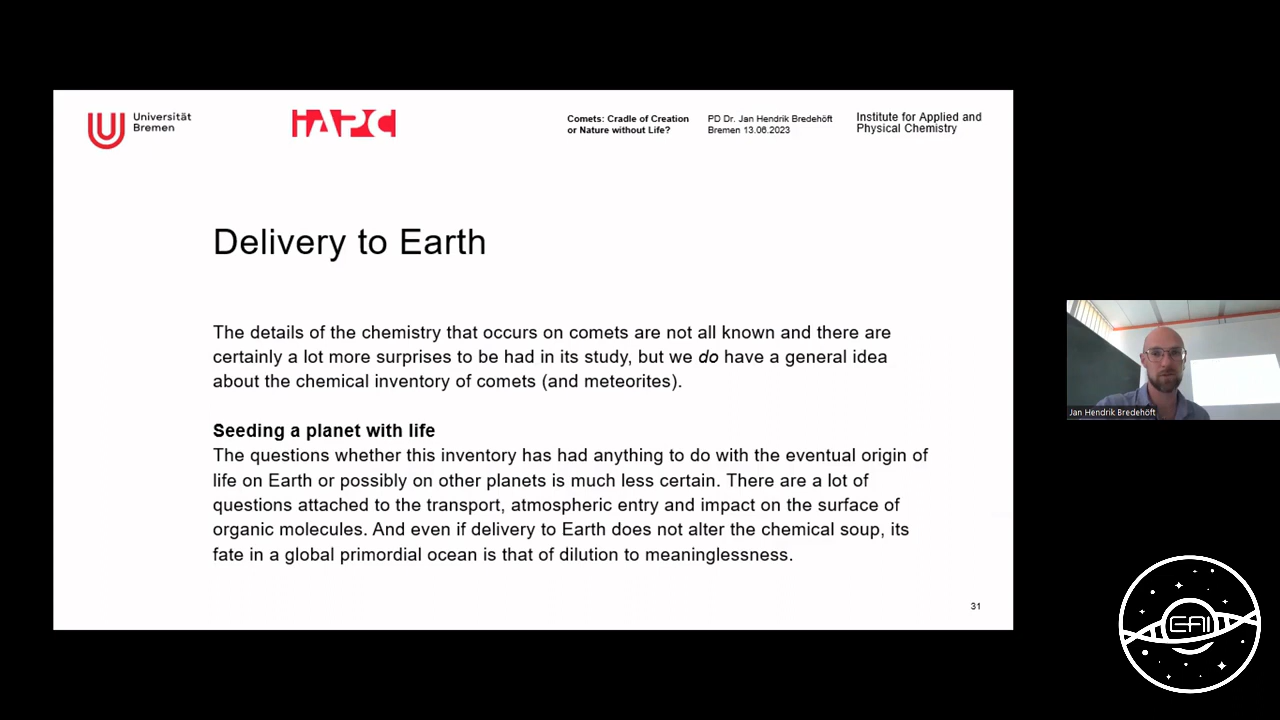 Universität
Bremen
IAPC
Comets: Cradle of Creation
or Nature without Life?
PD Dr. Jan Hendrik Bredehöft
Bremen 13.06.2023
Institute for Applied and
Physical Chemistry
Delivery to Earth
The details of the chemistry that occurs on comets are not all known and there are
certainly a lot more surprises to be had in its study, but we do have a general idea
about the chemical inventory of comets (and meteorites).
Seeding a planet with life
The questions whether this inventory has had anything to do with the eventual origin of
life on Earth or possibly on other planets is much less certain. There are a lot of
questions attached to the transport, atmospheric entry and impact on the surface of
organic molecules. And even if delivery to Earth does not alter the chemical soup, its
fate in a global primordial ocean is that of dilution to meaninglessness.
31
Jan Hendrik Bredehöft
EAI